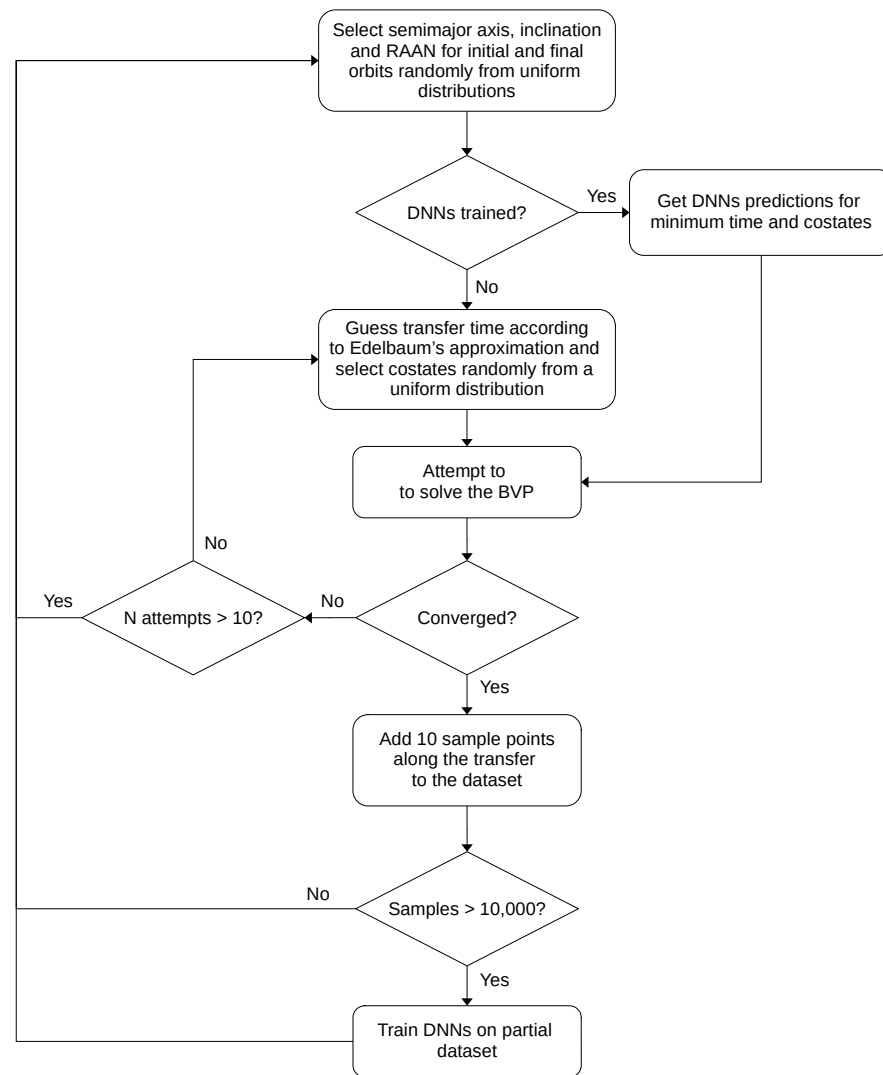 Select semimajor axis, inclination
and RAAN for initial and final
orbits randomly from uniform
distributions
DNNs trained?
Yes
Get DNNs predictions for
minimum time and costates
No
Guess transfer time according
to Edelbaum's approximation and
select costates randomly from a
uniform distribution
Attempt to
to solve the BVP
No
Yes
N attempts > 10?
No
Converged?
Yes
Add 10 sample points
along the transfer
to the dataset
No
Samples > 10,000?
Yes
Train DNNs on partial
dataset